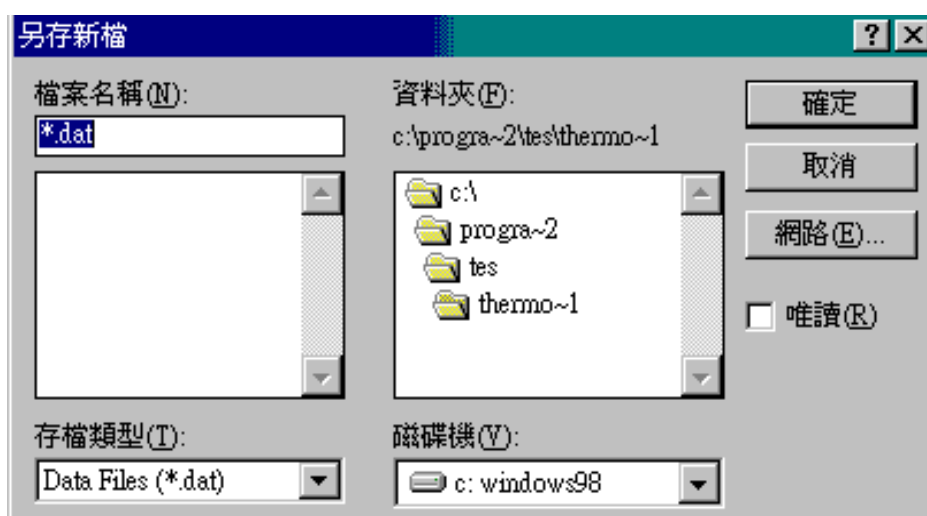 另存新檔
檔案名稱(N):
*.dat
資料夾(F):
c:\progra~2\tes\thermo~1
c:\
progra~2
tes
thermo~1
確定
取消
網路(E)...
唯讀(R)
存檔類型(T):
Data Files (*.dat)
磁碟機(V):
c: windows98